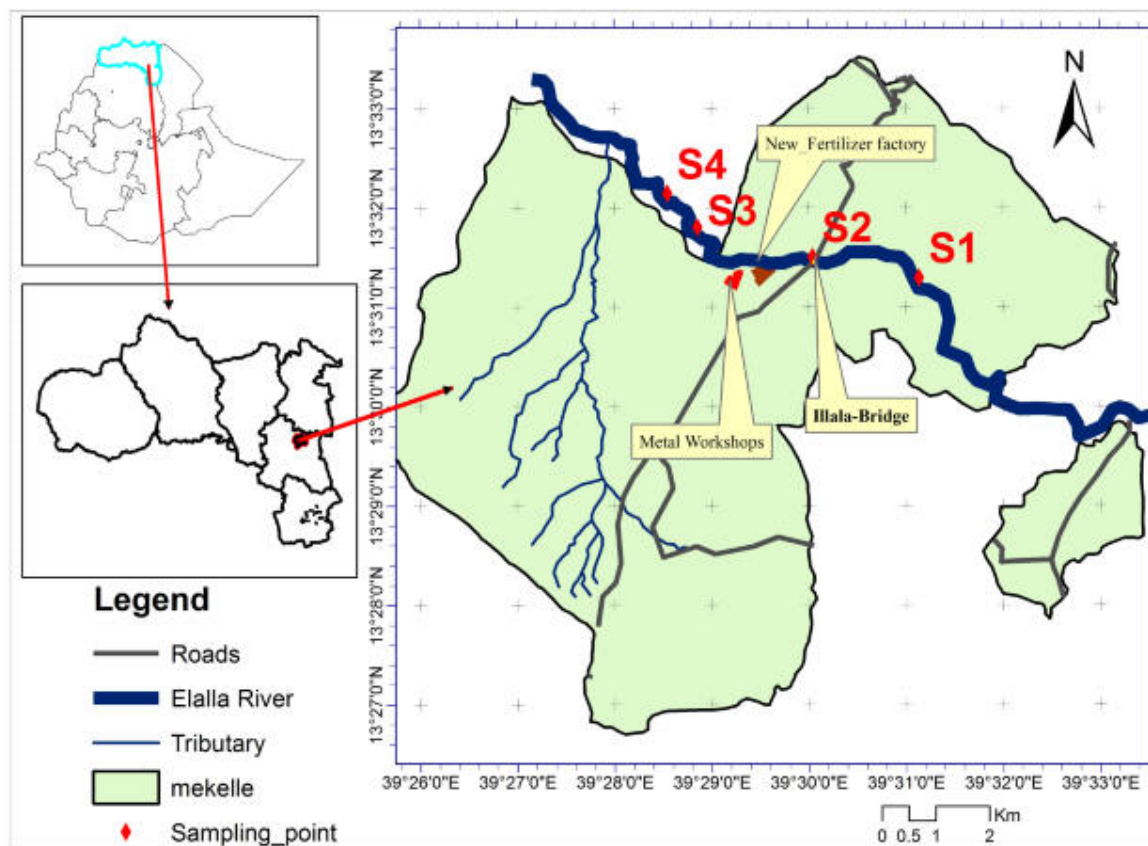 N
New_Fertilizer factory
S4
S3
S2
S1
Metal Workshops
Illala-Bridge
13°33'0"N
13°32'0"N
13°31'0"N
13°30'0"N
13°29'0"N
13°28'0"N
13°27'0"N
39°26'0"E
39°27'0"E
39°28'0"E
39°29'0"E
39°30'0"E
39°31'0"E
39°32'0"E
39°33'0"E
Legend
Roads
Elalla River
Tributary
mekelle
Sampling_point
Km
0 0.5 1 2